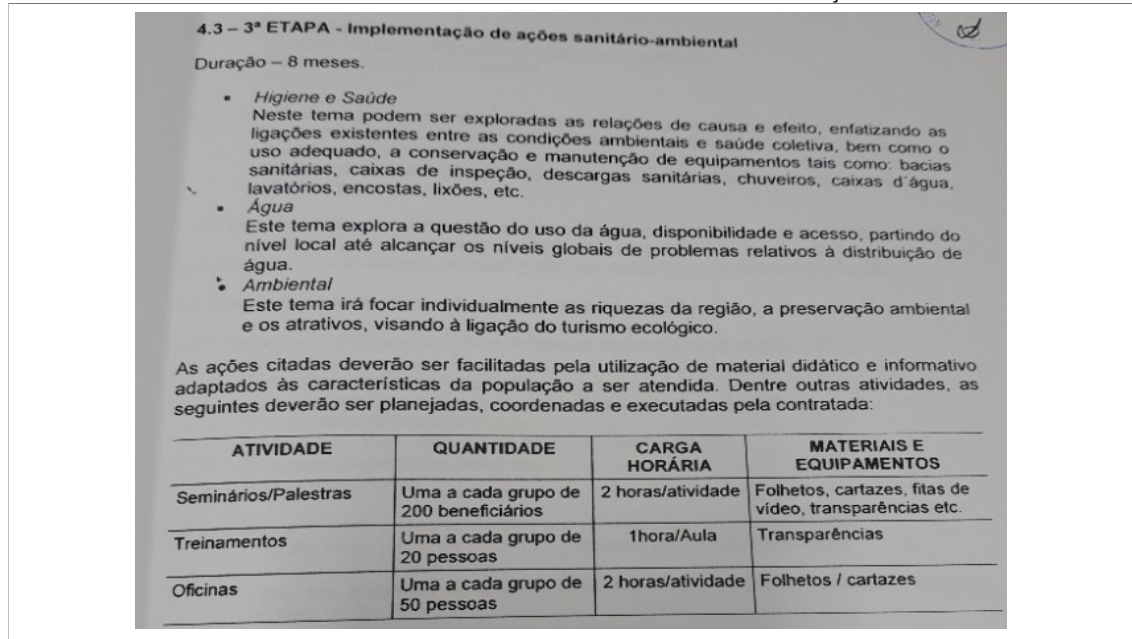 4.3 – 3ª ETAPA - Implementação de ações sanitário-ambiental
Duração – 8 meses.
▪ Higiene e Saúde
Neste tema podem ser exploradas as relações de causa e efeito, enfatizando as
ligações existentes entre as condições ambientais e saúde coletiva, bem como o
uso adequado, a conservação e manutenção de equipamentos tais como: bacias
sanitárias, caixas de inspeção, descargas sanitárias, chuveiros, caixas d´água,
lavatórios, encostas, lixões, etc.
▪ Água
Este tema explora a questão do uso da água, disponibilidade e acesso, partindo do
nível local até alcançar os níveis globais de problemas relativos à distribuição de
água.
▪ Ambiental
Este tema irá focar individualmente as riquezas da região, a preservação ambiental
e os atrativos, visando à ligação do turismo ecológico.
As ações citadas deverão ser facilitadas pela utilização de material didático e informativo
adaptados às características da população a ser atendida. Dentre outras atividades, as
seguintes deverão ser planejadas, coordenadas e executadas pela contratada:
ATIVIDADE QUANTIDADE CARGA HORÁRIA MATERIAIS E EQUIPAMENTOS
Seminários/Palestras Uma a cada grupo de 200 beneficiários 2 horas/atividade Folhetos, cartazes, fitas de vídeo, transparências etc.
Treinamentos Uma a cada grupo de 20 pessoas 1hora/Aula Transparências
Oficinas Uma a cada grupo de 50 pessoas 2 horas/atividade Folhetos / cartazes